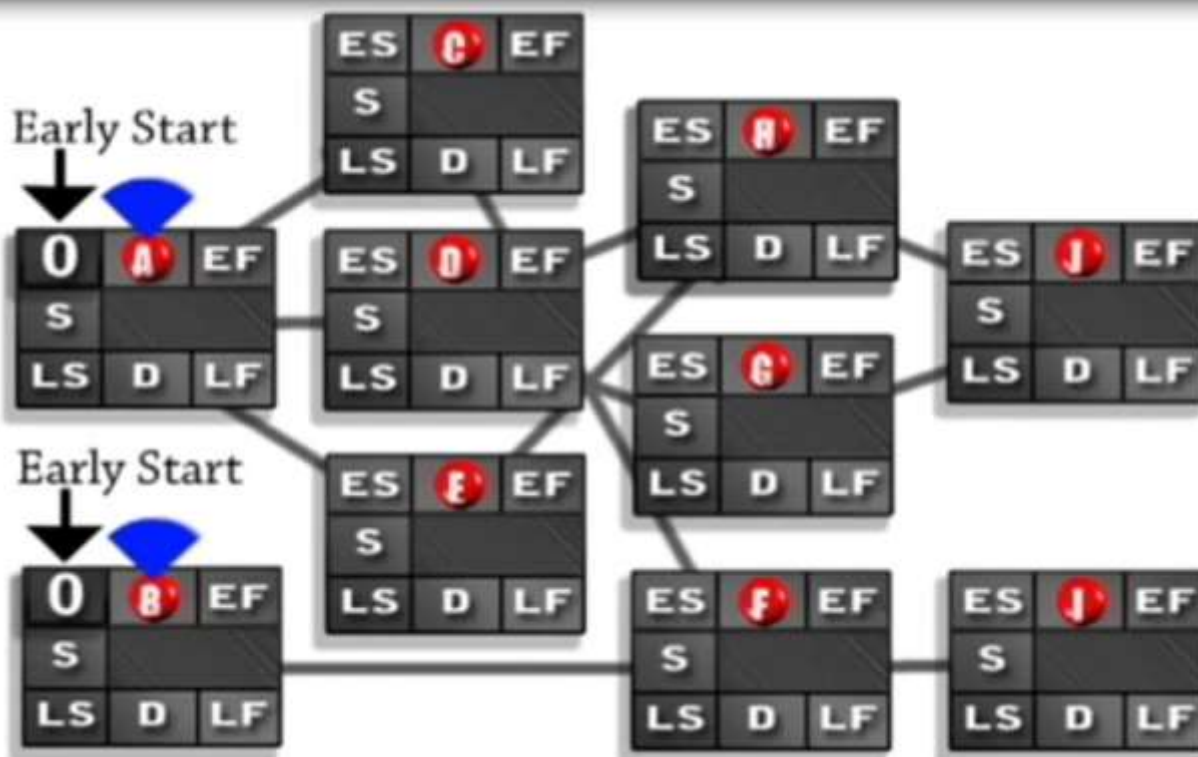 Early Start
0 A EF
S
LS D LF
Early Start
0 B EF
S
LS D LF
ES C EF
S
LS D LF
ES D EF
S
LS D LF
ES E EF
S
LS D LF
ES H EF
S
LS D LF
ES G EF
S
LS D LF
ES F EF
S
LS D LF
ES J EF
S
LS D LF
ES EF
S
LS D LF